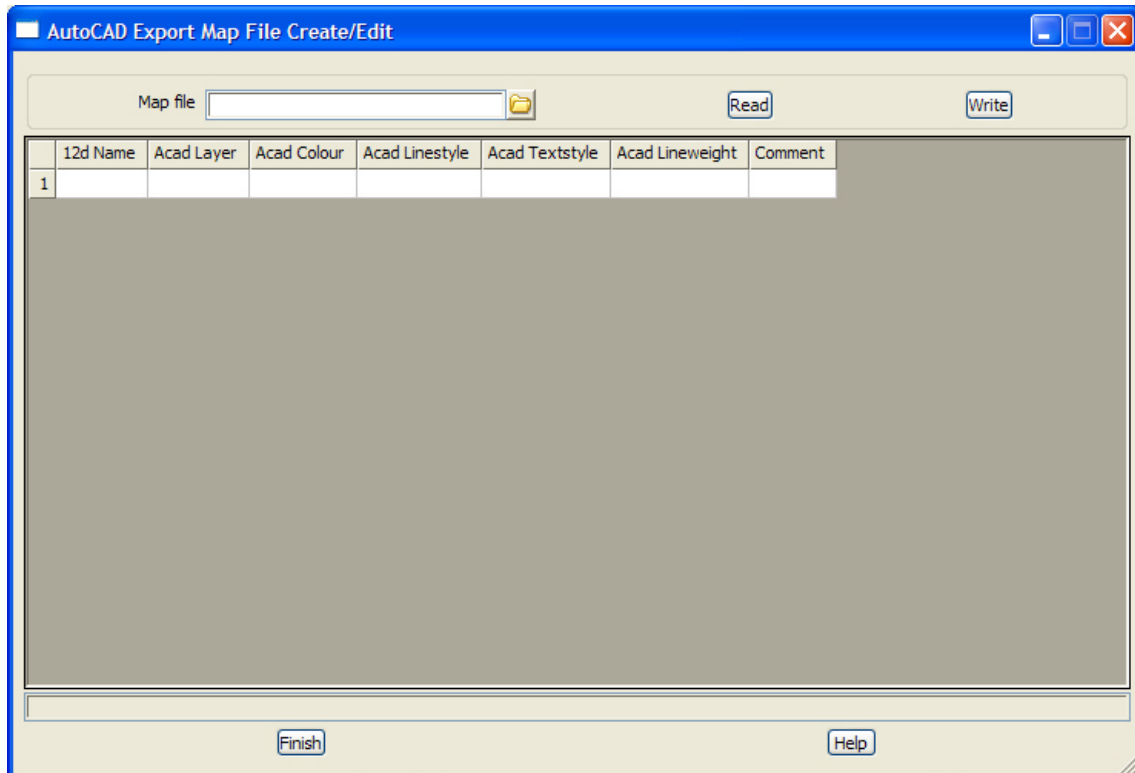 AutoCAD Export Map File Create/Edit
Map file Read Write
12d Name Acad Layer Acad Colour Acad Linestyle Acad Textstyle Acad Lineweight Comment
1
Finish Help